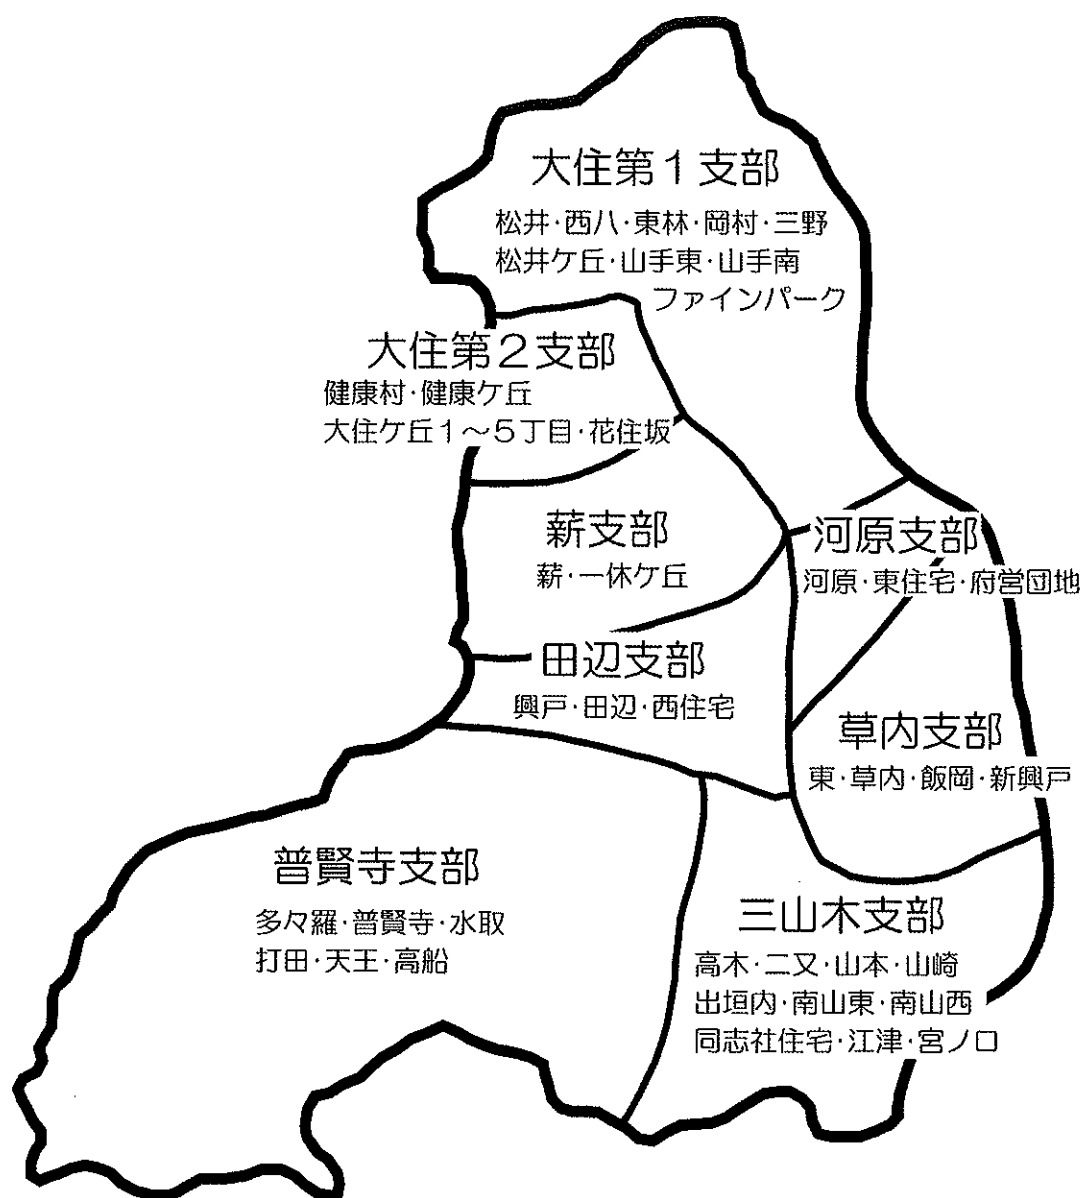 大住第１支部
松井・西八・東林・岡村・三野
松井ケ丘・山手東・山手南
ファインパーク
大住第２支部
健康村・健康ケ丘
大住ケ丘１～５丁目・花住坂
薪支部
薪・一休ケ丘
河原支部
河原・東住宅・府営団地
田辺支部
興戸・田辺・西住宅
草内支部
東・草内・飯岡・新興戸
普賢寺支部
多々羅・普賢寺・水取
打田・天王・高船
三山木支部
高木・二又・山本・山崎
出垣内・南山東・南山西
同志社住宅・江津・宮ノ口